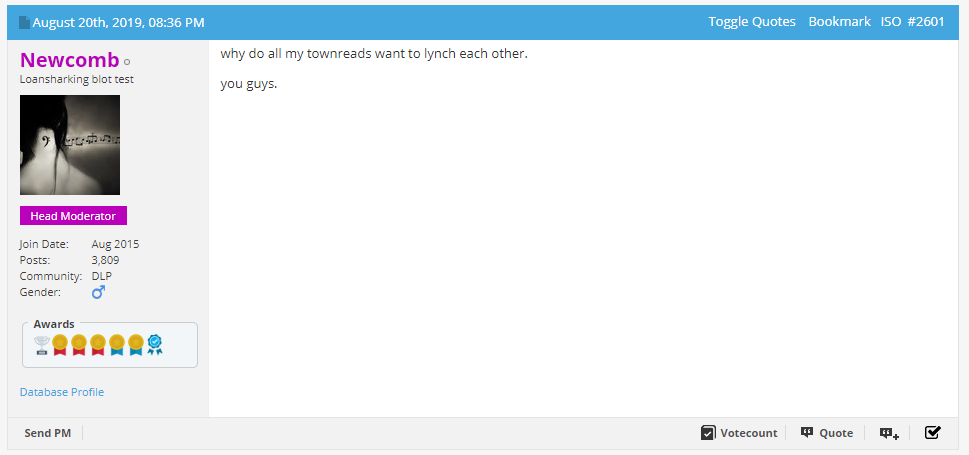 August 20th, 2019, 08:36 PM Toggle Quotes Bookmark ISO #2601
Newcomb
Loansharking blot test
Head Moderator
Join Date: Aug 2015
Posts: 3,809
Community: DLP
Gender:
Awards
Database Profile
why do all my townreads want to lynch each other.
you guys.
Send PM Votecount Quote